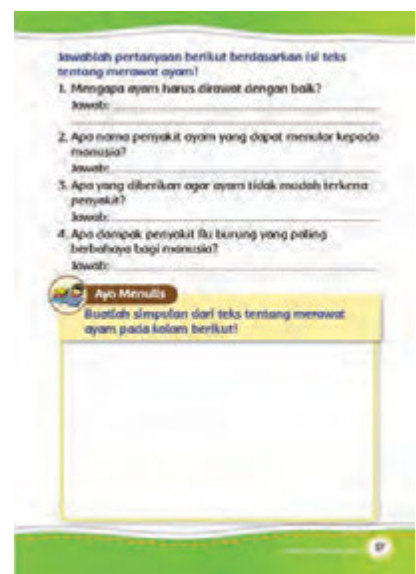 Jawablah pertanyaan berikut berdasarkan isi teks
tentang merawat ayam!
1. Mengapa ayam harus dirawat dengan baik?
Jawab:
2. Apa nama penyakit ayam yang dapat menular kepada
manusia?
Jawab:
3. Apa yang diberikan agar ayam tidak mudah terkena
penyakit?
Jawab:
4. Apa dampak penyakit flu burung yang paling
berbahaya bagi manusia?
Jawab:
Ayo Menulis
Buatlah simpulan dari teks tentang merawat
ayam pada kolom berikut!